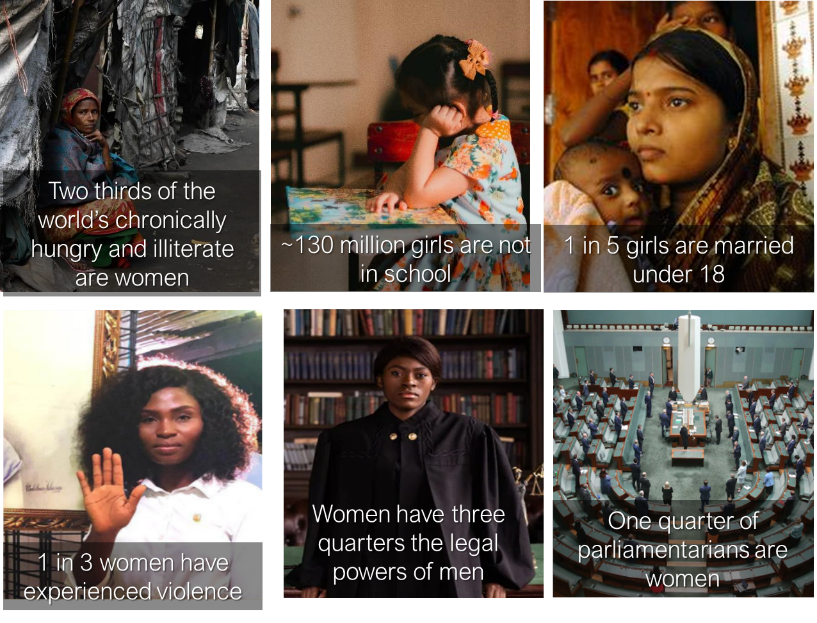 Two thirds of the
world's chronically
hungry and illiterate
are women
~130 million girls are not
in school
1 in 5 girls are married
under 18
1 in 3 women have
experienced violence
Women have three
quarters the legal
powers of men
One quarter of
parliamentarians are
women